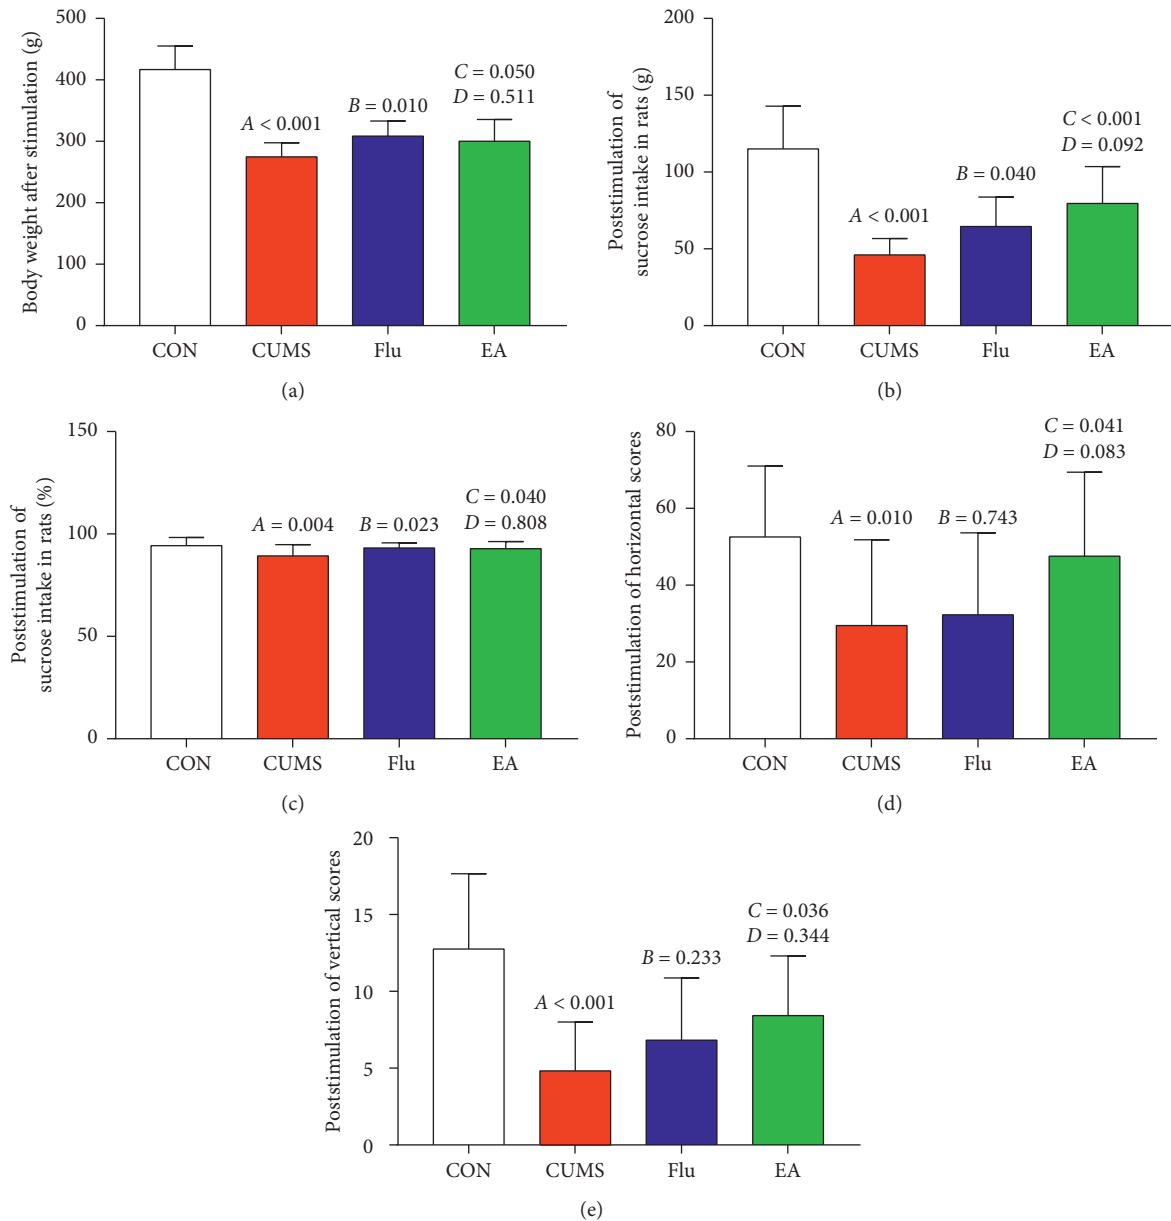 Body weight after stimulation (g)
500
400
300
200
100
0
A < 0.001
B = 0.010
C = 0.050
D = 0.511
CON CUMS Flu EA
(a)
Poststimulation of
sucrose intake in rats (g)
200
150
100
50
0
A < 0.001
B = 0.040
C < 0.001
D = 0.092
CON CUMS Flu EA
(b)
Poststimulation of
sucrose intake in rats (%)
150
100
50
0
A = 0.004
B = 0.023
C = 0.040
D = 0.808
CON CUMS Flu EA
(c)
Poststimulation of horizontal scores
80
60
40
20
0
A = 0.010
B = 0.743
C = 0.041
D = 0.083
CON CUMS Flu EA
(d)
Poststimulation of vertical scores
20
15
10
5
0
A < 0.001
B = 0.233
C = 0.036
D = 0.344
CON CUMS Flu EA
(e)